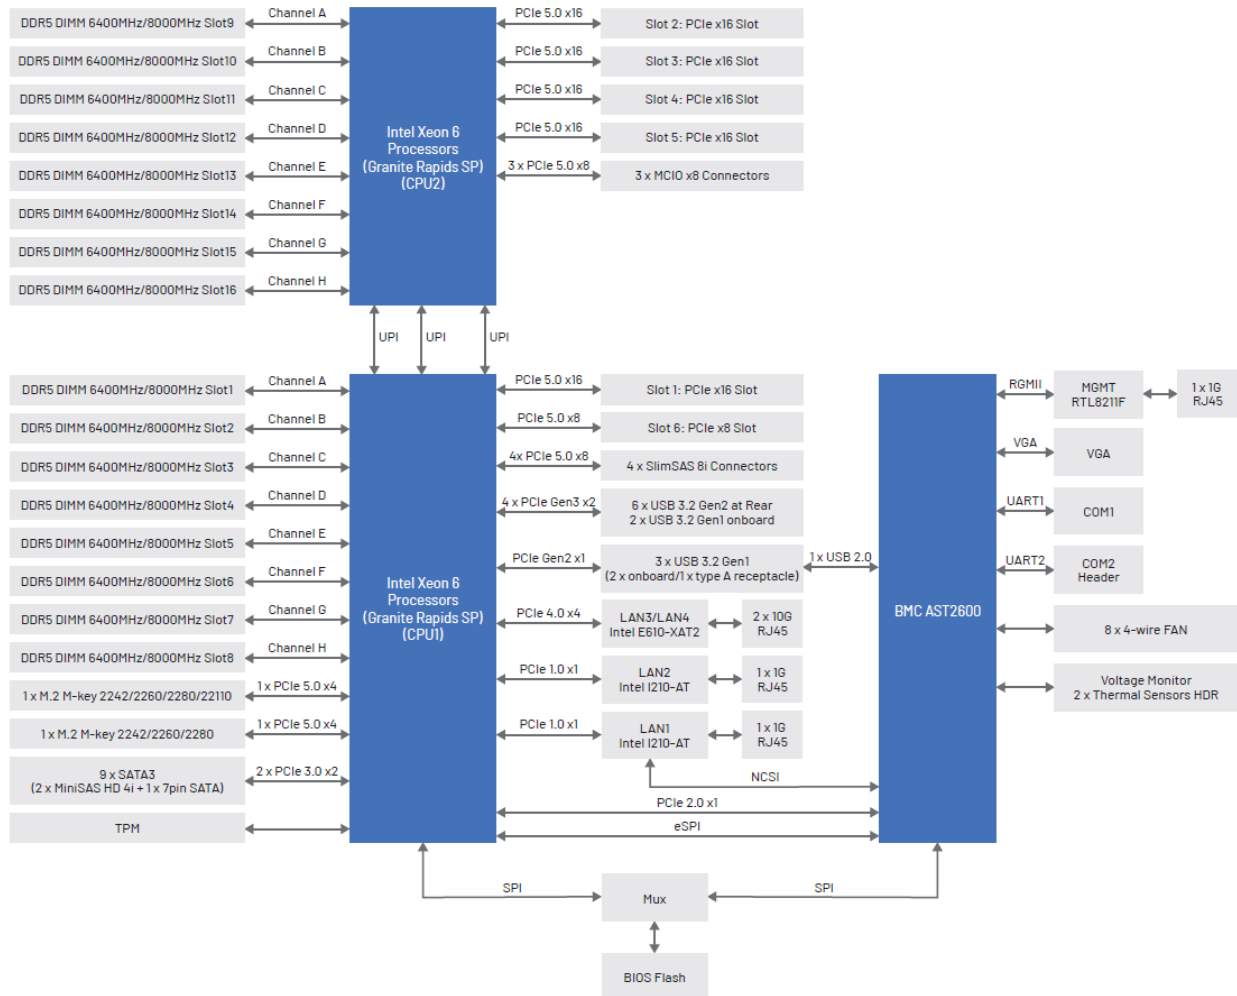 DDR5 DIMM 6400MHz/8000MHz Slot9
Channel A
DDR5 DIMM 6400MHz/8000MHz Slot10
Channel B
DDR5 DIMM 6400MHz/8000MHz Slot11
Channel C
DDR5 DIMM 6400MHz/8000MHz Slot12
Channel D
DDR5 DIMM 6400MHz/8000MHz Slot13
Channel E
DDR5 DIMM 6400MHz/8000MHz Slot14
Channel F
DDR5 DIMM 6400MHz/8000MHz Slot15
Channel G
DDR5 DIMM 6400MHz/8000MHz Slot16
Channel H
Intel Xeon 6
Processors
(Granite Rapids SP)
(CPU2)
PCIe 5.0 x16
Slot 2: PCIe x16 Slot
PCIe 5.0 x16
Slot 3: PCIe x16 Slot
PCIe 5.0 x16
Slot 4: PCIe x16 Slot
PCIe 5.0 x16
Slot 5: PCIe x16 Slot
3 x PCIe 5.0 x8
3 x MCIO x8 Connectors
UPI
UPI
UPI
DDR5 DIMM 6400MHz/8000MHz Slot1
Channel A
DDR5 DIMM 6400MHz/8000MHz Slot2
Channel B
DDR5 DIMM 6400MHz/8000MHz Slot3
Channel C
DDR5 DIMM 6400MHz/8000MHz Slot4
Channel D
DDR5 DIMM 6400MHz/8000MHz Slot5
Channel E
DDR5 DIMM 6400MHz/8000MHz Slot6
Channel F
DDR5 DIMM 6400MHz/8000MHz Slot7
Channel G
DDR5 DIMM 6400MHz/8000MHz Slot8
Channel H
1 x M.2 M-key 2242/2260/2280/22110
1 x PCIe 5.0 x4
1 x M.2 M-key 2242/2260/2280
1 x PCIe 5.0 x4
9 x SATA3
(2 x MiniSAS HD 4i + 1 x 7pin SATA)
2 x PCIe 3.0 x2
TPM
Intel Xeon 6
Processors
(Granite Rapids SP)
(CPU1)
PCIe 5.0 x16
Slot 1: PCIe x16 Slot
PCIe 5.0 x8
Slot 6: PCIe x8 Slot
4x PCIe 5.0 x8
4 x SlimSAS 8i Connectors
4 x PCIe Gen3 x2
6 x USB 3.2 Gen2 at Rear
2 x USB 3.2 Gen1 onboard
PCIe Gen2 x1
3 x USB 3.2 Gen1
(2 x onboard/1 x type A receptacle)
1 x USB 2.0
PCIe 4.0 x4
LAN3/LAN4
Intel E610-XAT2
2 x 10G
RJ45
PCIe 1.0 x1
LAN2
Intel I210-AT
1 x 1G
RJ45
PCIe 1.0 x1
LAN1
Intel I210-AT
1 x 1G
RJ45
NCSI
PCIe 2.0 x1
eSPI
BMC AST2600
RGMII
MGMT
RTL8211F
1 x 1G
RJ45
VGA
VGA
UART1
COM1
UART2
COM2
Header
8 x 4-wire FAN
Voltage Monitor
2 x Thermal Sensors HDR
SPI
Mux
SPI
BIOS Flash